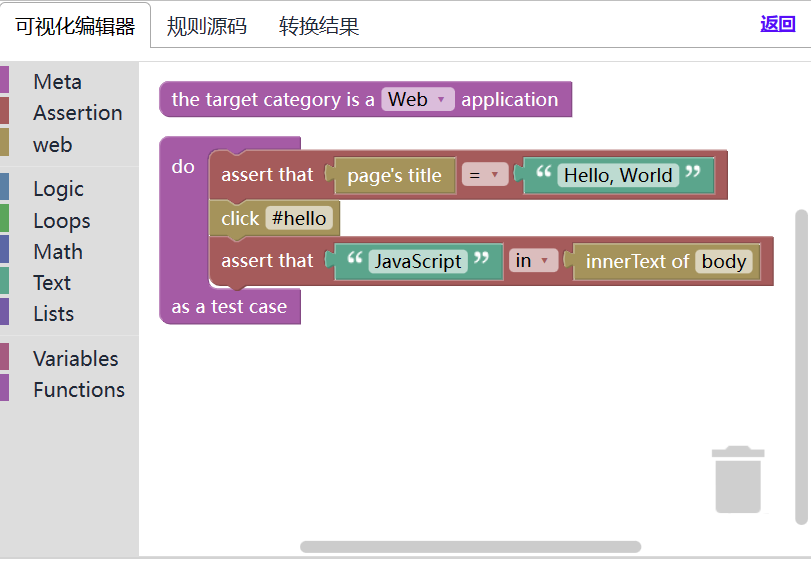 可视化编辑器 规则源码 转换结果 返回
Meta
Assertion
web
Logic
Loops
Math
Text
Lists
Variables
Functions
the target category is a Web application
do
assert that page's title = “ Hello, World ”
click #hello
assert that “ JavaScript ” in innerText of body
as a test case